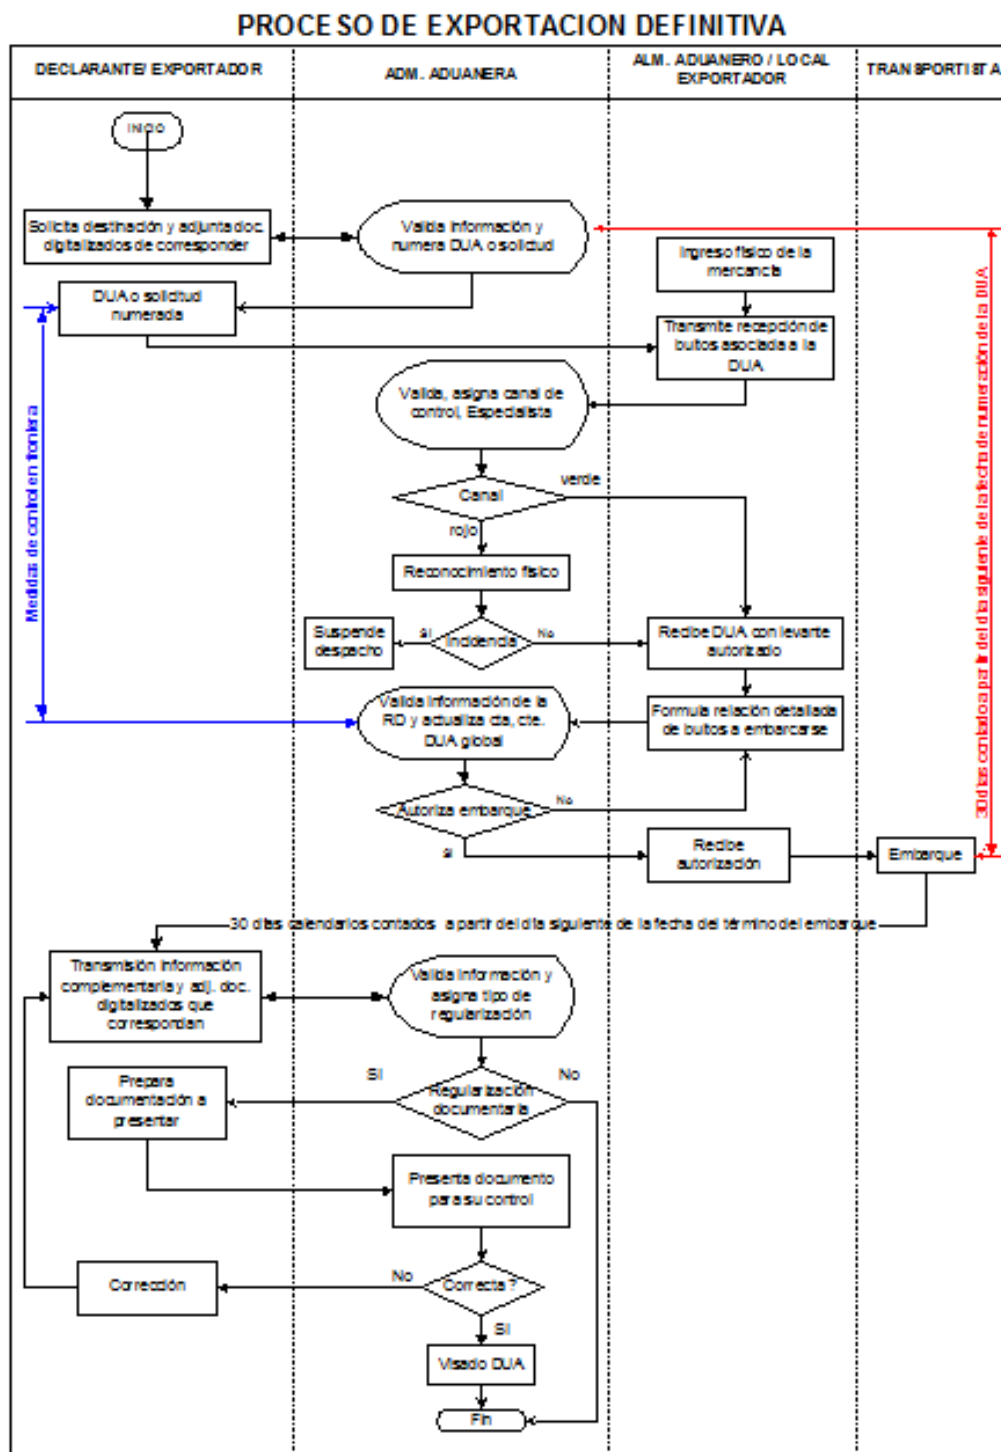 PROCESO DE EXPORTACION DEFINITIVA
DECLARANTE/ EXPORTADOR
ADM. ADUANERA
ALM. ADUANERO / LOCAL
EXPORTADOR
TRANSPORTISTA
INICIO
Solicita destinación y adjunta doc.
digitalizados de corresponder
Valida información y
numera DUA o solicitud
Ingreso físico de la
mercancía
DUA o solicitud
numerada
Transmite recepción de
bultos asociada a la
DUA
Valida, asigna canal de
control, Especialista
Canal
verde
rojo
Reconocimiento físico
Suspende
despacho
si
Incidencia
No
Recibe DUA con levante
autorizado
Medidas de control en frontera
30 días contado a partir del día siguiente de la fecha de numeración de la DUA
Valida información de la
RD y actualiza cta, cte.
DUA global
Formula relación detallada
de bultos a embarcarse
Autoriza embarque
No
si
Recibe
autorización
Embarque
30 días calendarios contados a partir del día siguiente de la fecha del término del embarque
Transmisión información
complementaria y adj. doc.
digitalizados que
correspondan
Valida información y
asigna tipo de
regularización
Si
No
Prepara
documentación a
presentar
Regularización
documentaria
Presenta documento
para su control
Corrección
No
Correcta ?
Si
Visado DUA
Fin